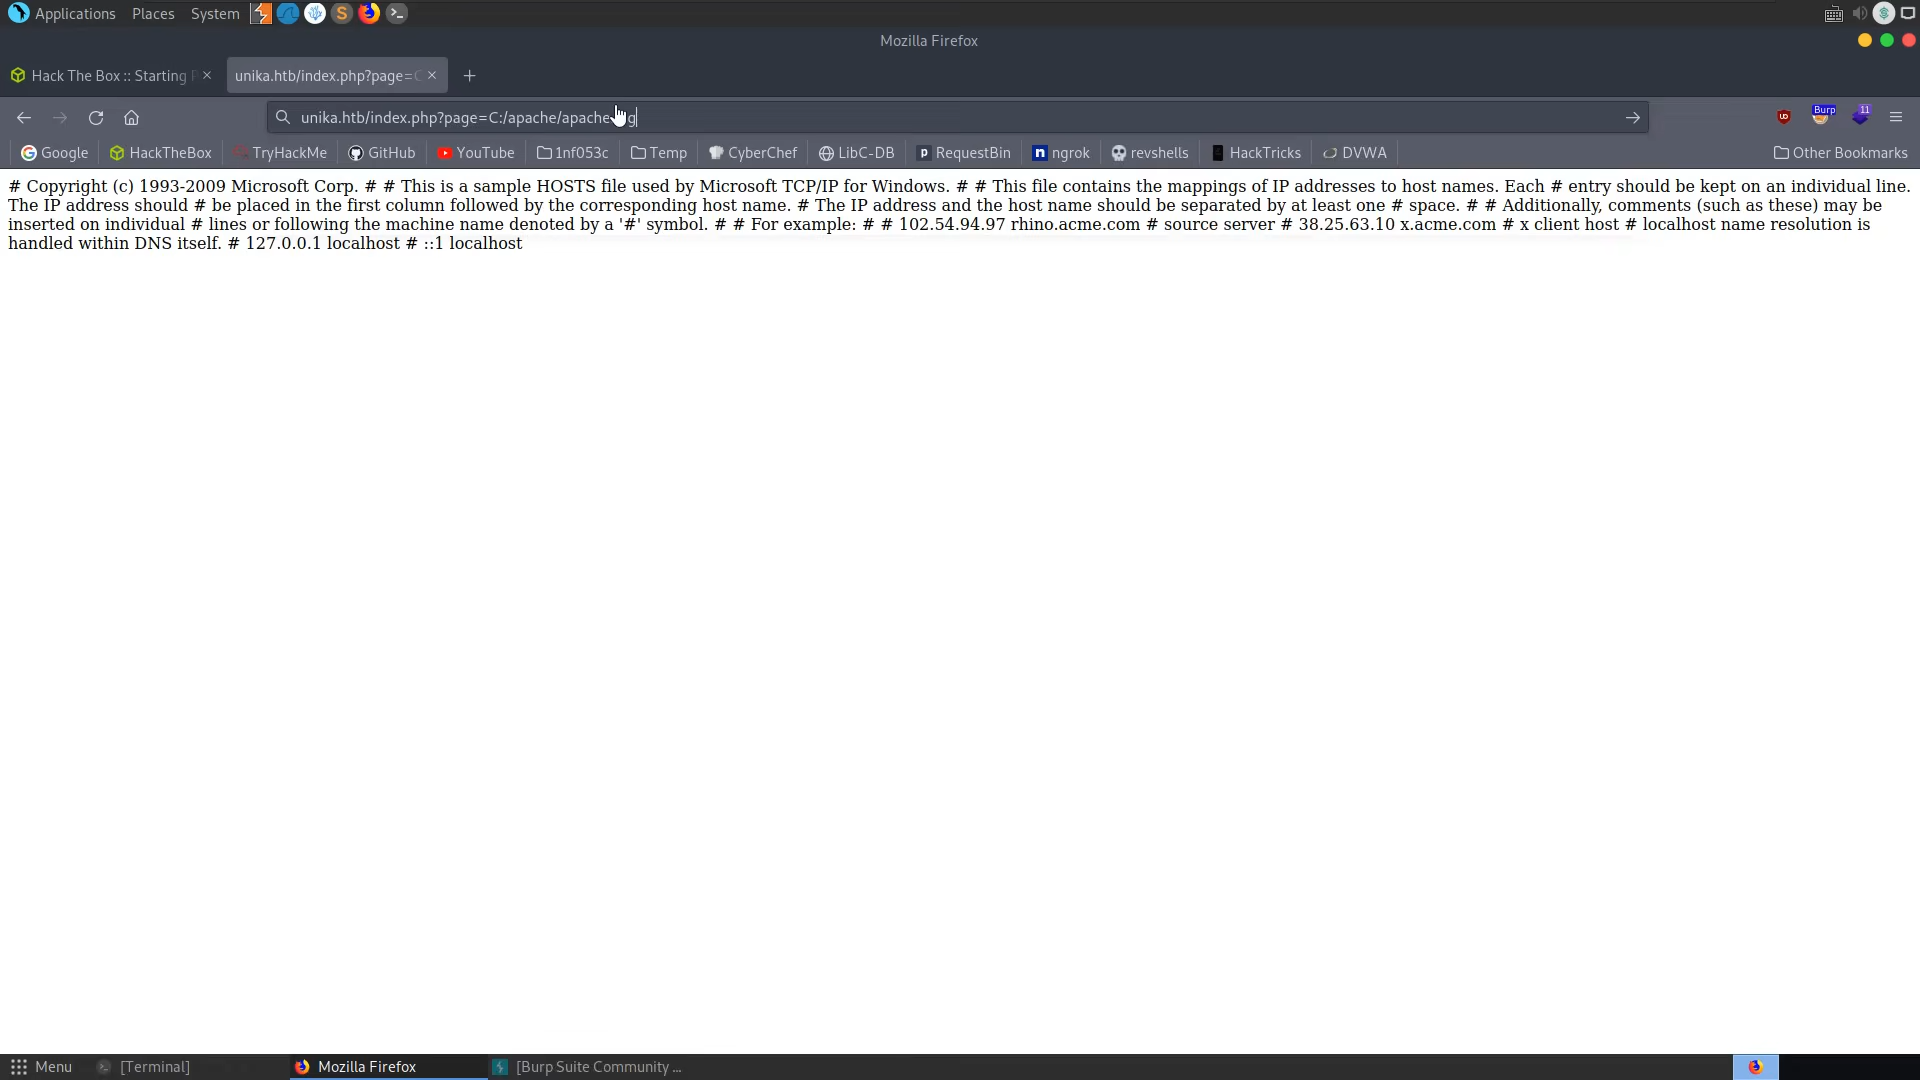 Applications Places System
Mozilla Firefox
Hack The Box :: Starting
unika.htb/index.php?page=
unika.htb/index.php?page=C:/apache/apache
Burp
11
Google HackTheBox TryHackMe GitHub YouTube 1nf053c Temp CyberChef LibC-DB RequestBin ngrok revshells HackTricks DVWA Other Bookmarks
# Copyright (c) 1993-2009 Microsoft Corp. # # This is a sample HOSTS file used by Microsoft TCP/IP for Windows. # # This file contains the mappings of IP addresses to host names. Each # entry should be kept on an individual line.
The IP address should # be placed in the first column followed by the corresponding host name. # The IP address and the host name should be separated by at least one # space. # # Additionally, comments (such as these) may be
inserted on individual # lines or following the machine name denoted by a '#' symbol. # # For example: # # 102.54.94.97 rhino.acme.com # source server # 38.25.63.10 x.acme.com # x client host # localhost name resolution is
handled within DNS itself. # 127.0.0.1 localhost # ::1 localhost
Menu [Terminal] Mozilla Firefox [Burp Suite Community ...